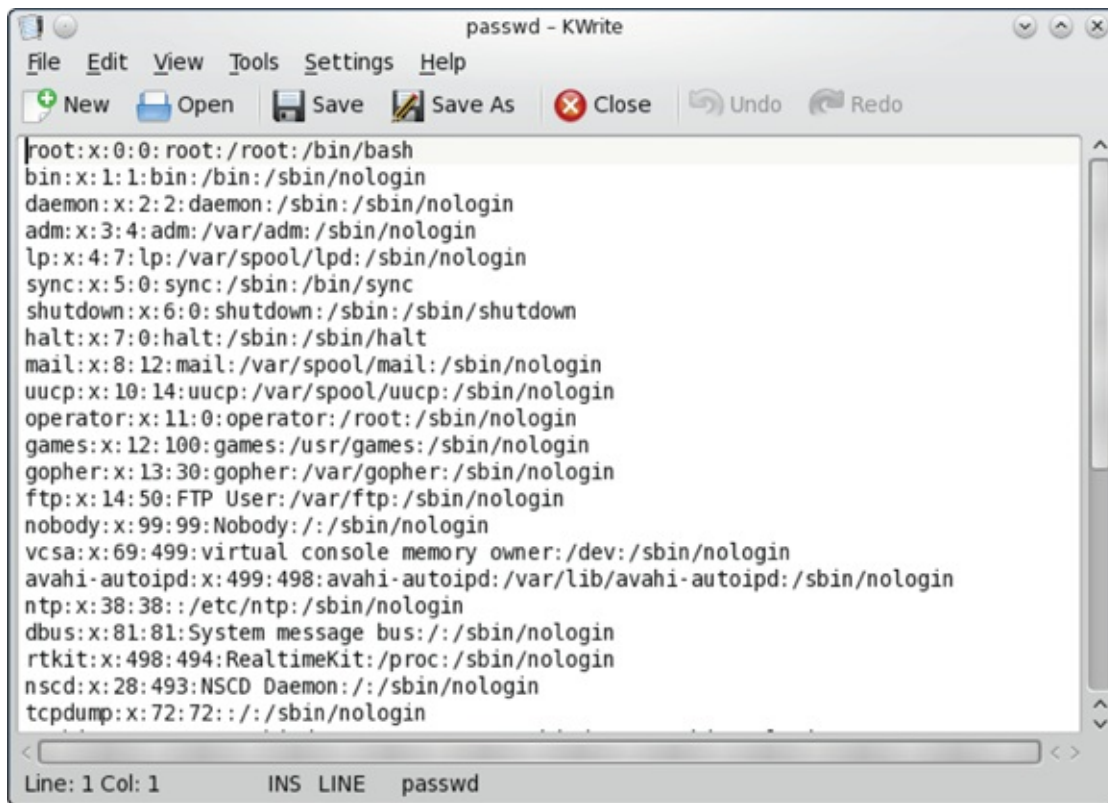 passwd – KWrite
File Edit View Tools Settings Help
New Open Save Save As Close Undo Redo
root:x:0:0:root:/root:/bin/bash
bin:x:1:1:bin:/bin:/sbin/nologin
daemon:x:2:2:daemon:/sbin:/sbin/nologin
adm:x:3:4:adm:/var/adm:/sbin/nologin
lp:x:4:7:lp:/var/spool/lpd:/sbin/nologin
sync:x:5:0:sync:/sbin:/bin/sync
shutdown:x:6:0:shutdown:/sbin:/sbin/shutdown
halt:x:7:0:halt:/sbin:/sbin/halt
mail:x:8:12:mail:/var/spool/mail:/sbin/nologin
uucp:x:10:14:uucp:/var/spool/uucp:/sbin/nologin
operator:x:11:0:operator:/root:/sbin/nologin
games:x:12:100:games:/usr/games:/sbin/nologin
gopher:x:13:30:gopher:/var/gopher:/sbin/nologin
ftp:x:14:50:FTP User:/var/ftp:/sbin/nologin
nobody:x:99:99:Nobody:/:/sbin/nologin
vcsa:x:69:499:virtual console memory owner:/dev:/sbin/nologin
avahi-autoipd:x:499:498:avahi-autoipd:/var/lib/avahi-autoipd:/sbin/nologin
ntp:x:38:38::/etc/ntp:/sbin/nologin
dbus:x:81:81:System message bus:/:/sbin/nologin
rtkit:x:498:494:RealtimeKit:/proc:/sbin/nologin
nscd:x:28:493:NSCD Daemon:/:/sbin/nologin
tcpdump:x:72:72::/:/sbin/nologin
Line: 1 Col: 1 INS LINE passwd